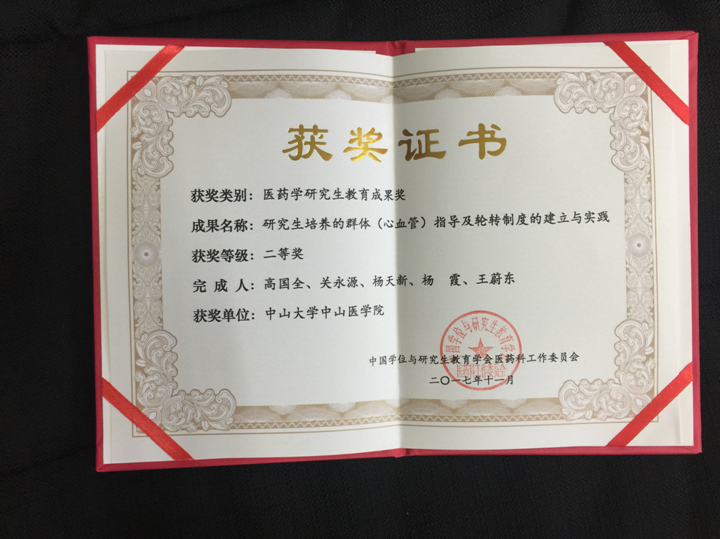 获奖证书
获奖类别：医药学研究生教育成果奖
成果名称：研究生培养的群体（心血管）指导及轮转制度的建立与实践
获奖等级：二等奖
完 成 人：高国全、关永源、杨天新、杨　霞、王蔚东
获奖单位：中山大学中山医学院
中国学位与研究生教育学会医药科工作委员会
二〇一七年十一月